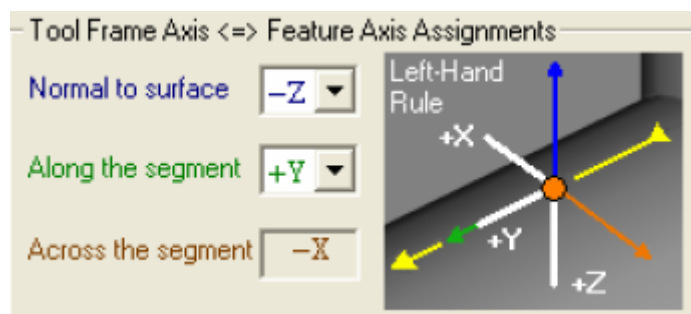 Tool Frame Axis <=> Feature Axis Assignments
Normal to surface -Z
Along the segment +Y
Across the segment -X
Left-Hand
Rule
+X
+Y
+Z